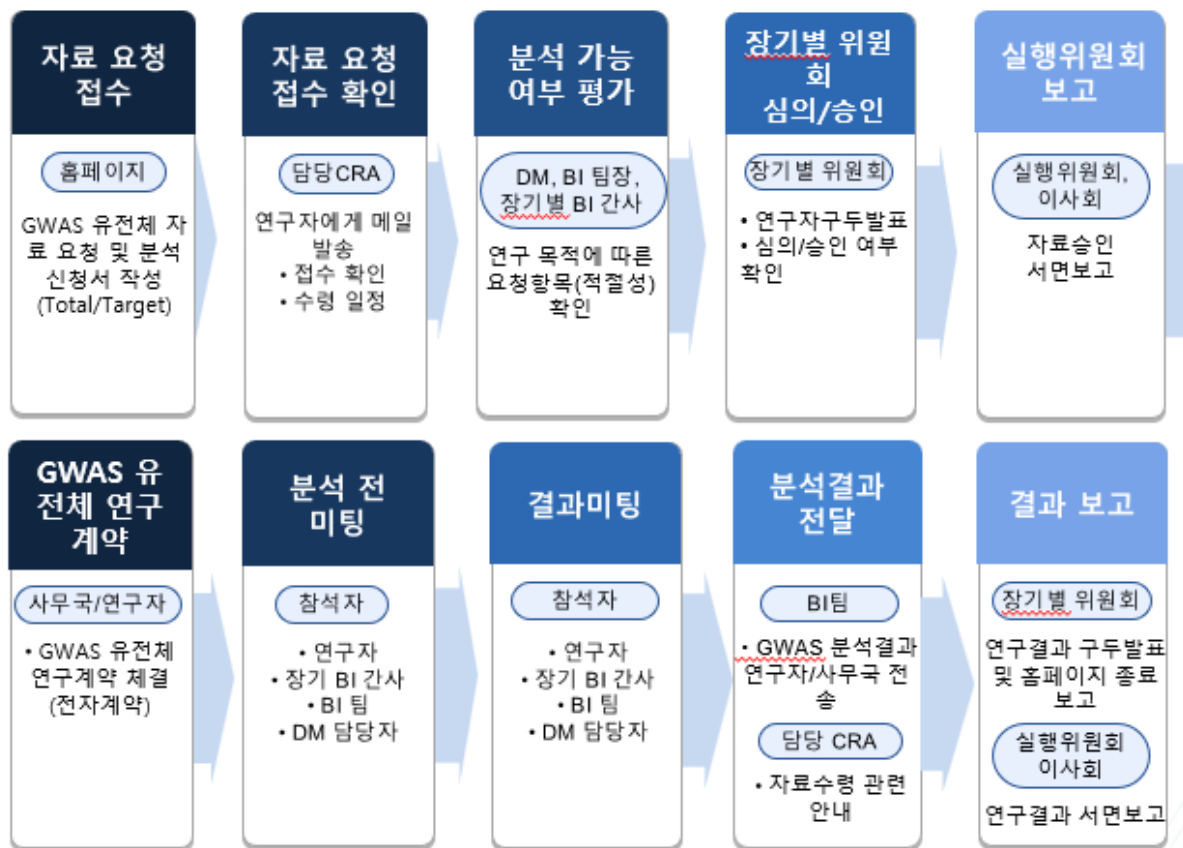 자료 요청
접수
홈페이지
GWAS 유전체 자
료 요청 및 분석
신청서 작성
(Total/Target)
자료 요청
접수 확인
담당CRA
연구자에게 메일
발송
• 접수 확인
• 수령 일정
분석 가능
여부 평가
DM, BI 팀장,
장기별 BI 간사
연구 목적에 따른
요청항목(적절성)
확인
장기별 위원
회
심의/승인
장기별 위원회
• 연구자구두발표
• 심의/승인 여부
확인
실행위원회
보고
실행위원회,
이사회
자료승인
서면보고
GWAS 유
전체 연구
계약
사무국/연구자
• GWAS 유전체
연구계약 체결
(전자계약)
분석 전
미팅
참석자
• 연구자
• 장기 BI 간사
• BI 팀
• DM 담당자
결과미팅
참석자
• 연구자
• 장기 BI 간사
• BI 팀
• DM 담당자
분석결과
전달
BI팀
• GWAS 분석결과
연구자/사무국 전
송
담당 CRA
• 자료수령 관련
안내
결과 보고
장기별 위원회
연구결과 구두발표
및 홈페이지 종료
보고
실행위원회
이사회
연구결과 서면보고